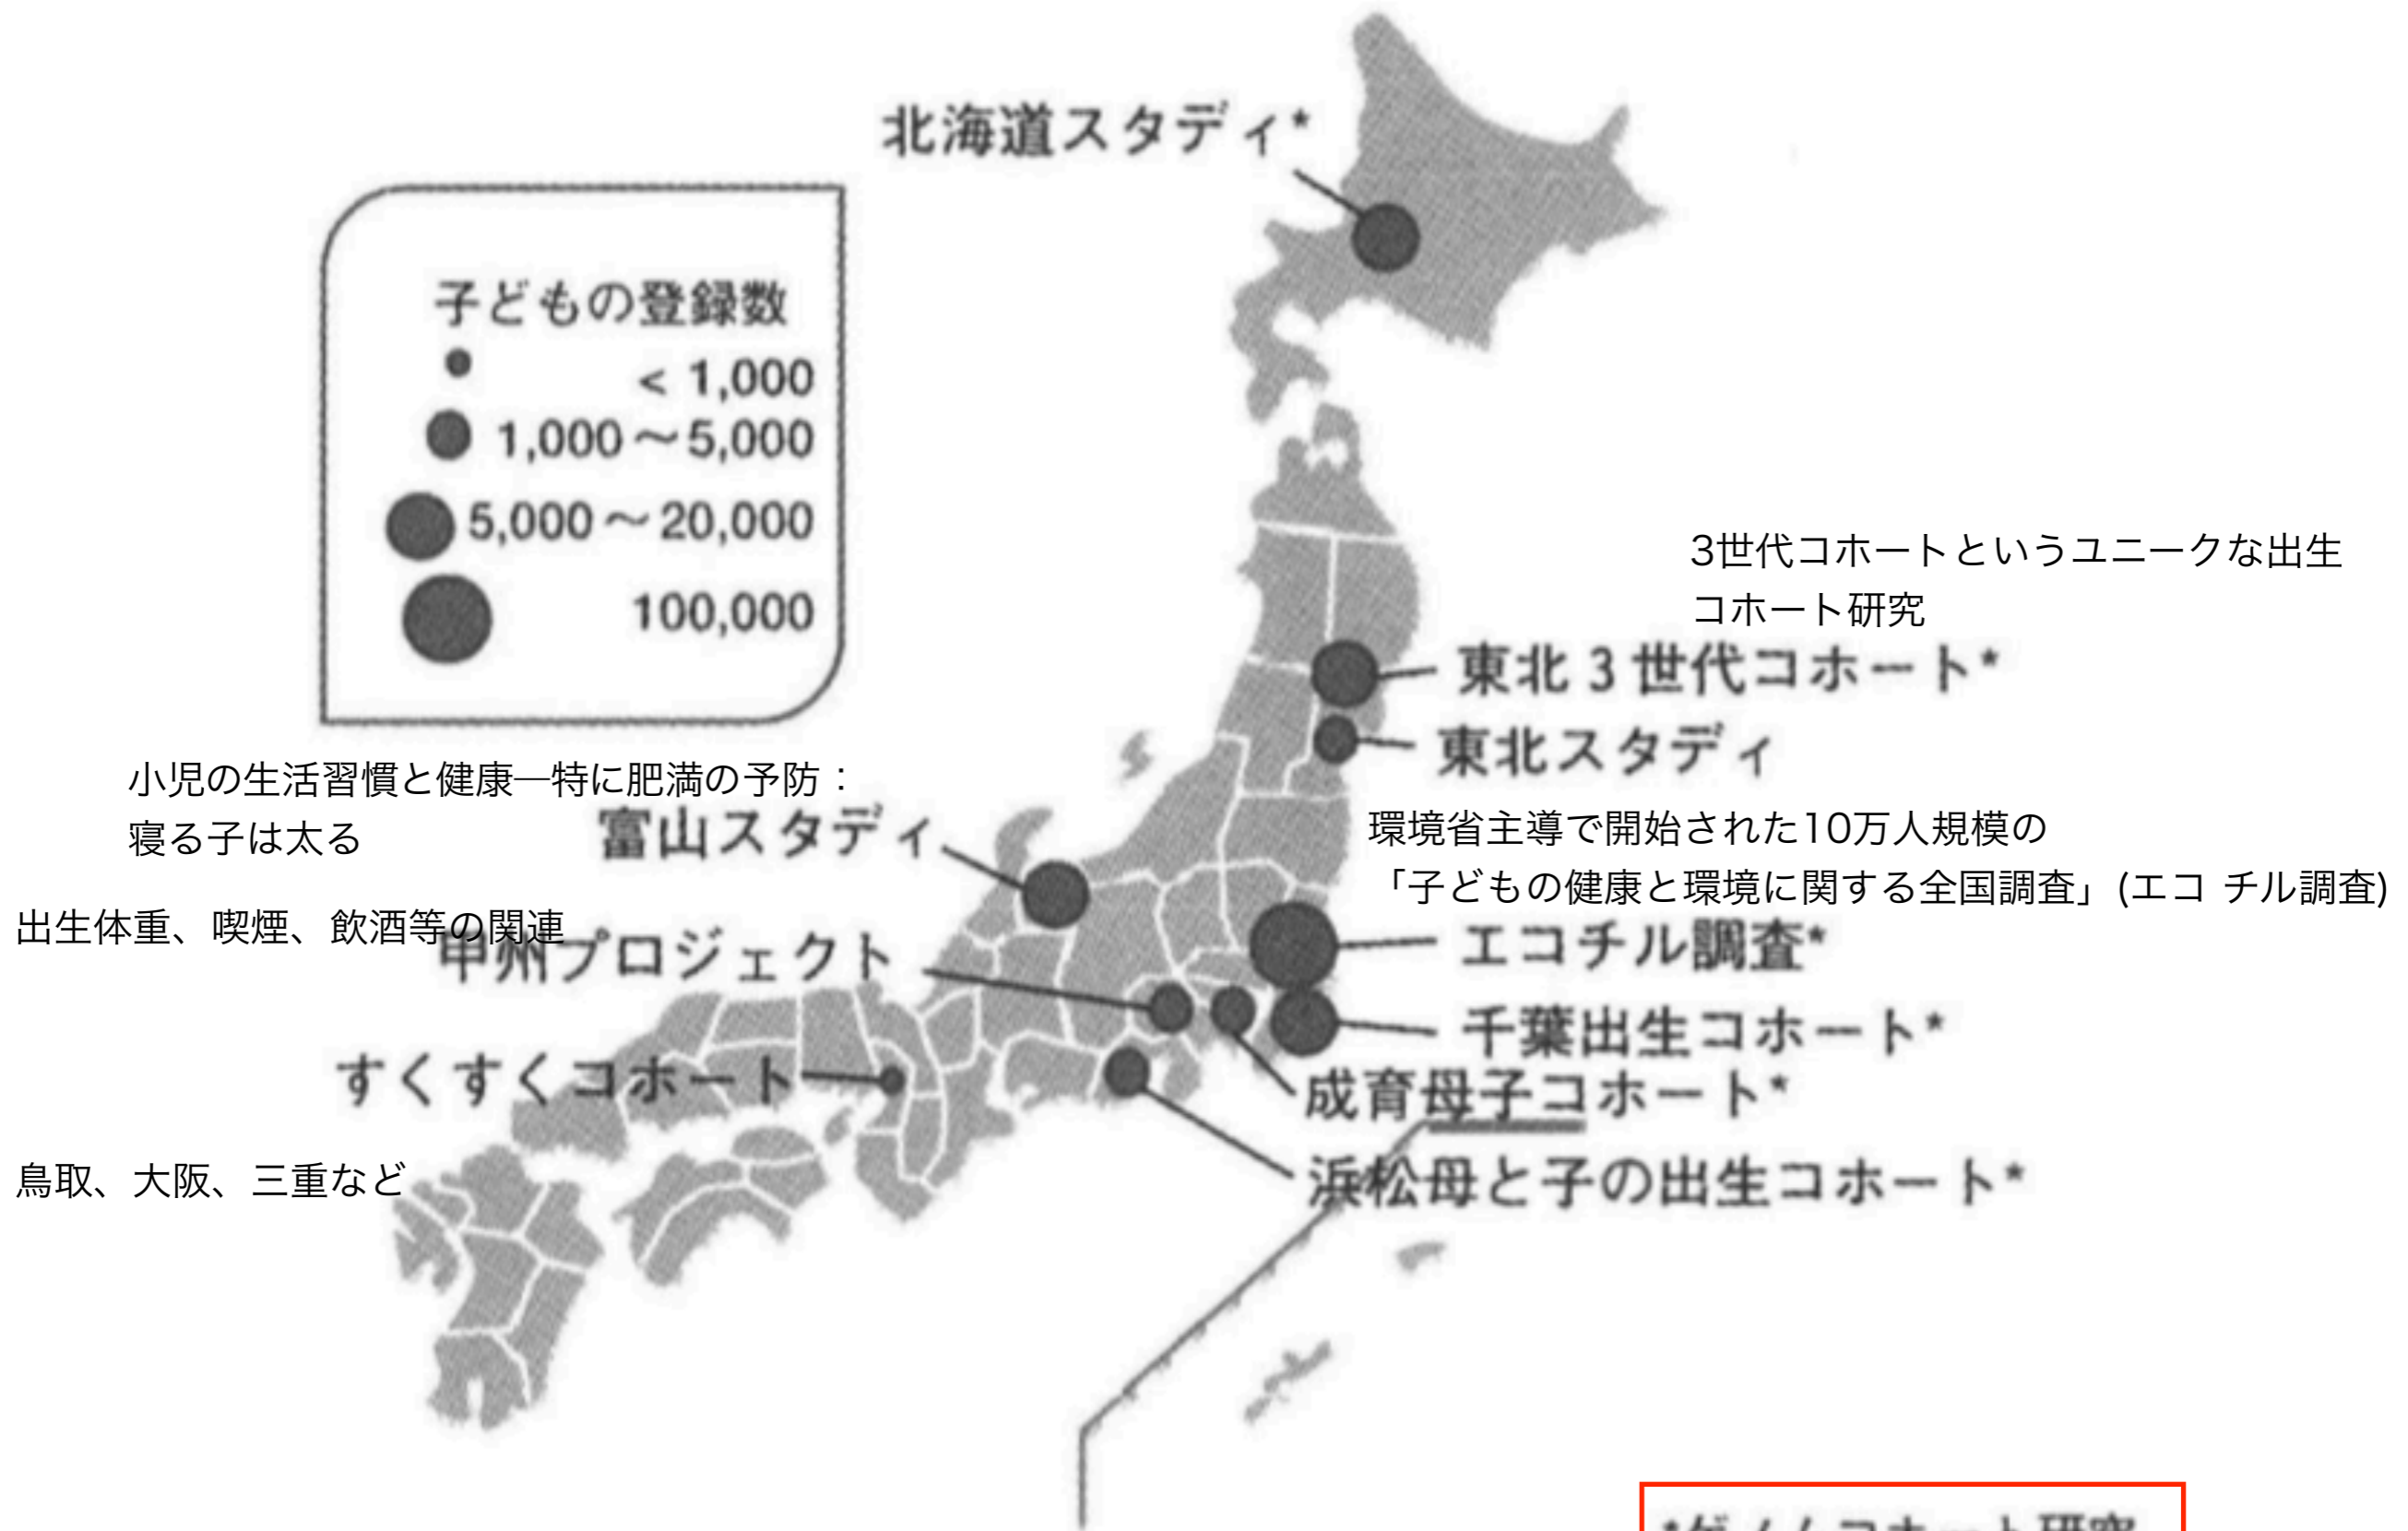 北海道スタディ*
子どもの登録数
< 1,000
1,000～5,000
5,000～20,000
100,000
3世代コホートというユニークな出生
コホート研究
東北3世代コホート*
東北スタディ
小児の生活習慣と健康―特に肥満の予防：
寝る子は太る
富山スタディ
環境省主導で開始された10万人規模の
「子どもの健康と環境に関する全国調査」(エコ チル調査)
出生体重、喫煙、飲酒等の関連
甲州プロジェクト
エコチル調査*
千葉出生コホート*
すくすくコホート
成育母子コホート*
鳥取、大阪、三重など
浜松母と子の出生コホート*
*ゲノムコホート研究